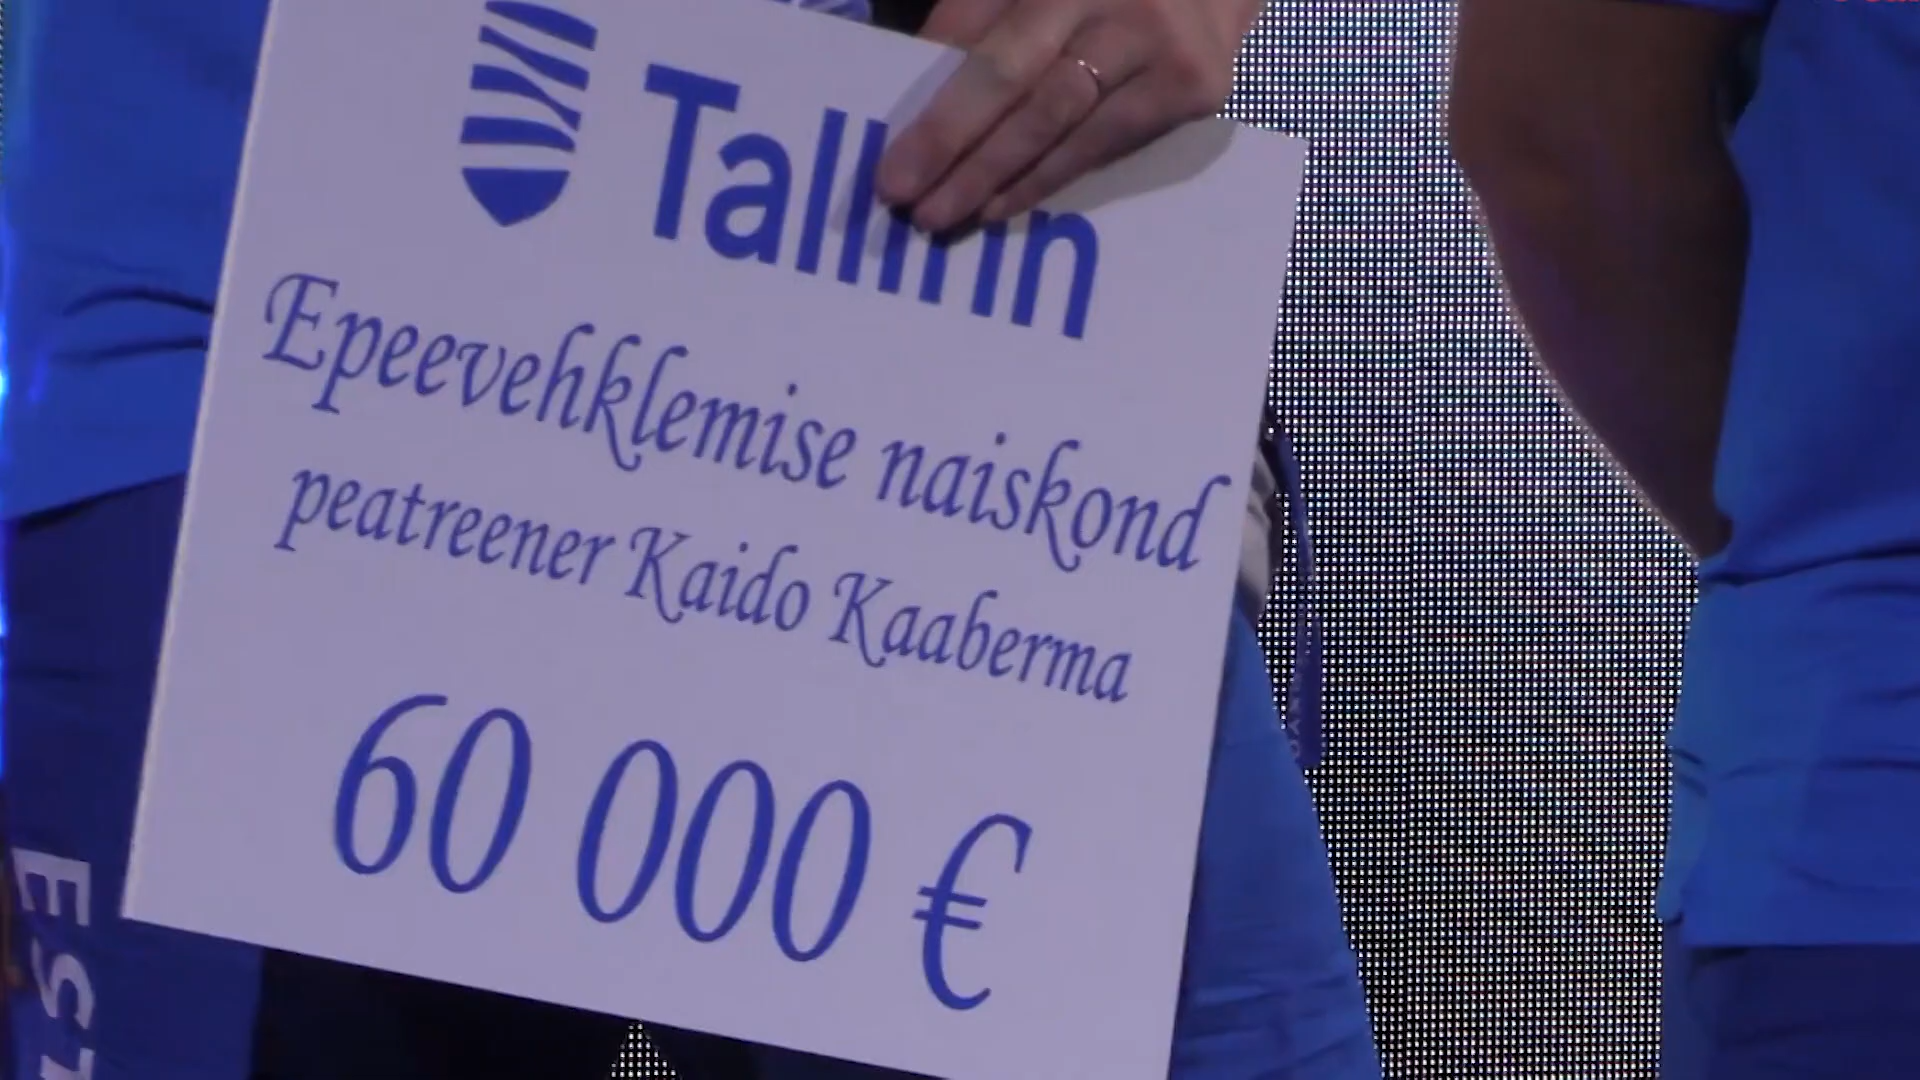 Tallinn
Epeevehklemise naiskond
peatreener Kaido Kaaberma
60 000 €